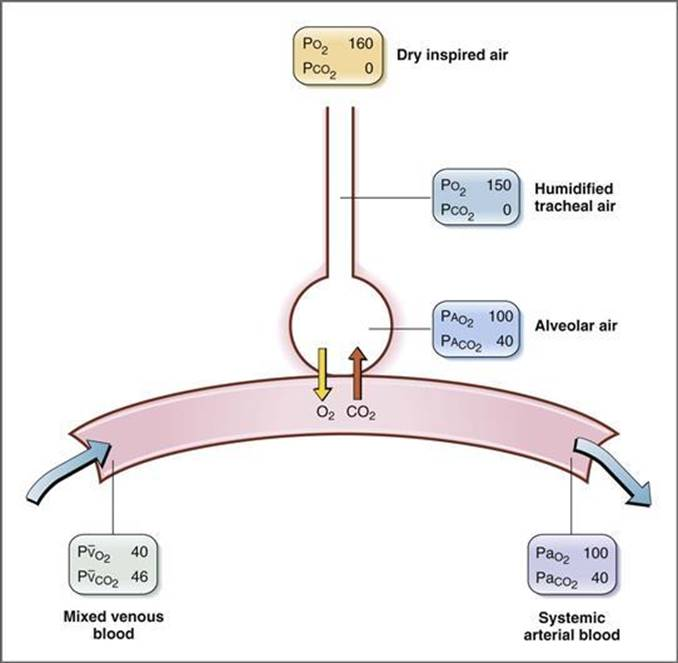 PO₂ 160
PCO₂ 0
Dry inspired air
PO₂ 150
PCO₂ 0
Humidified
tracheal air
PAO₂ 100
PACO₂ 40
Alveolar air
O₂ CO₂
Pv̄O₂ 40
Pv̄CO₂ 46
Mixed venous
blood
PaO₂ 100
PaCO₂ 40
Systemic
arterial blood